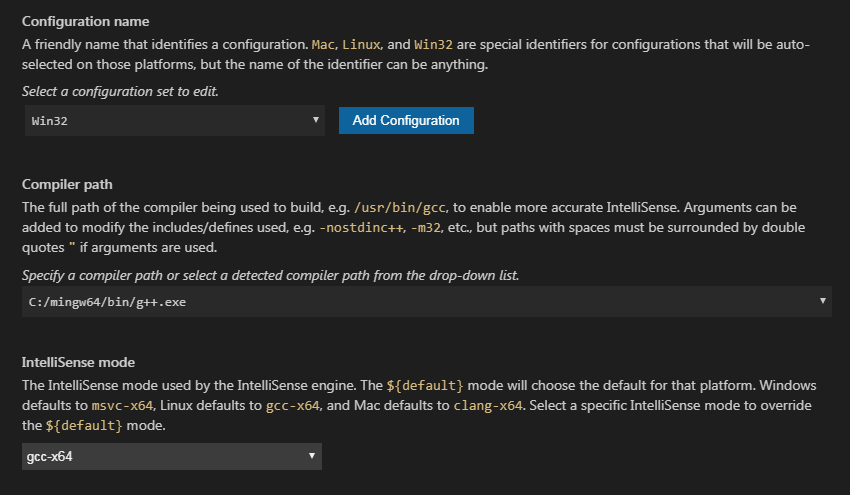 Configuration name
A friendly name that identifies a configuration. Mac, Linux, and Win32 are special identifiers for configurations that will be auto-
selected on those platforms, but the name of the identifier can be anything.
Select a configuration set to edit.
Win32
Add Configuration
Compiler path
The full path of the compiler being used to build, e.g. /usr/bin/gcc, to enable more accurate IntelliSense. Arguments can be
added to modify the includes/defines used, e.g. -nostdinc++, -m32, etc., but paths with spaces must be surrounded by double
quotes " if arguments are used.
Specify a compiler path or select a detected compiler path from the drop-down list.
C:/mingw64/bin/g++.exe
IntelliSense mode
The IntelliSense mode used by the IntelliSense engine. The ${default} mode will choose the default for that platform. Windows
defaults to msvc-x64, Linux defaults to gcc-x64, and Mac defaults to clang-x64. Select a specific IntelliSense mode to override
the ${default} mode.
gcc-x64